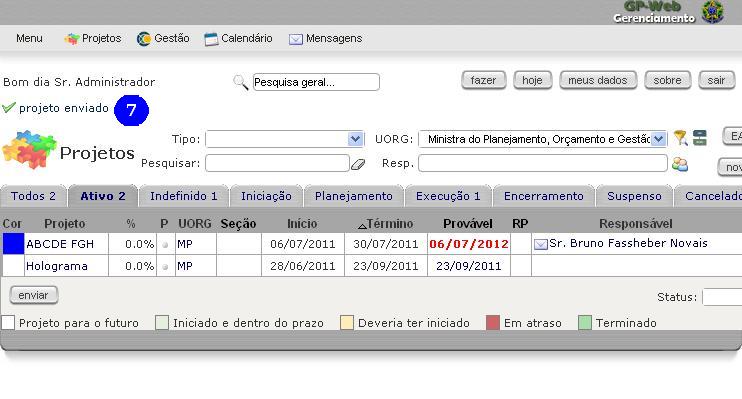 GP-Web
Gerenciamento
Menu Projetos Gestão Calendário Mensagens
Bom dia Sr. Administrador Pesquisa geral... fazer hoje meus dados sobre sair
projeto enviado 7
Projetos Tipo: UORG: Ministra do Planejamento, Orçamento e Gestão EA
Pesquisar: Resp. nov
Todos 2 Ativo 2 Indefinido 1 Iniciação Planejamento Execução 1 Encerramento Suspenso Cancelado
Cor Projeto % P UORG Seção Início Término Provável RP Responsável
ABCDE FGH 0.0% MP 06/07/2011 30/07/2011 06/07/2012 Sr. Bruno Fassheber Novais
Holograma 0.0% MP 28/06/2011 23/09/2011 23/09/2011
enviar Status:
Projeto para o futuro Iniciado e dentro do prazo Deveria ter iniciado Em atraso Terminado